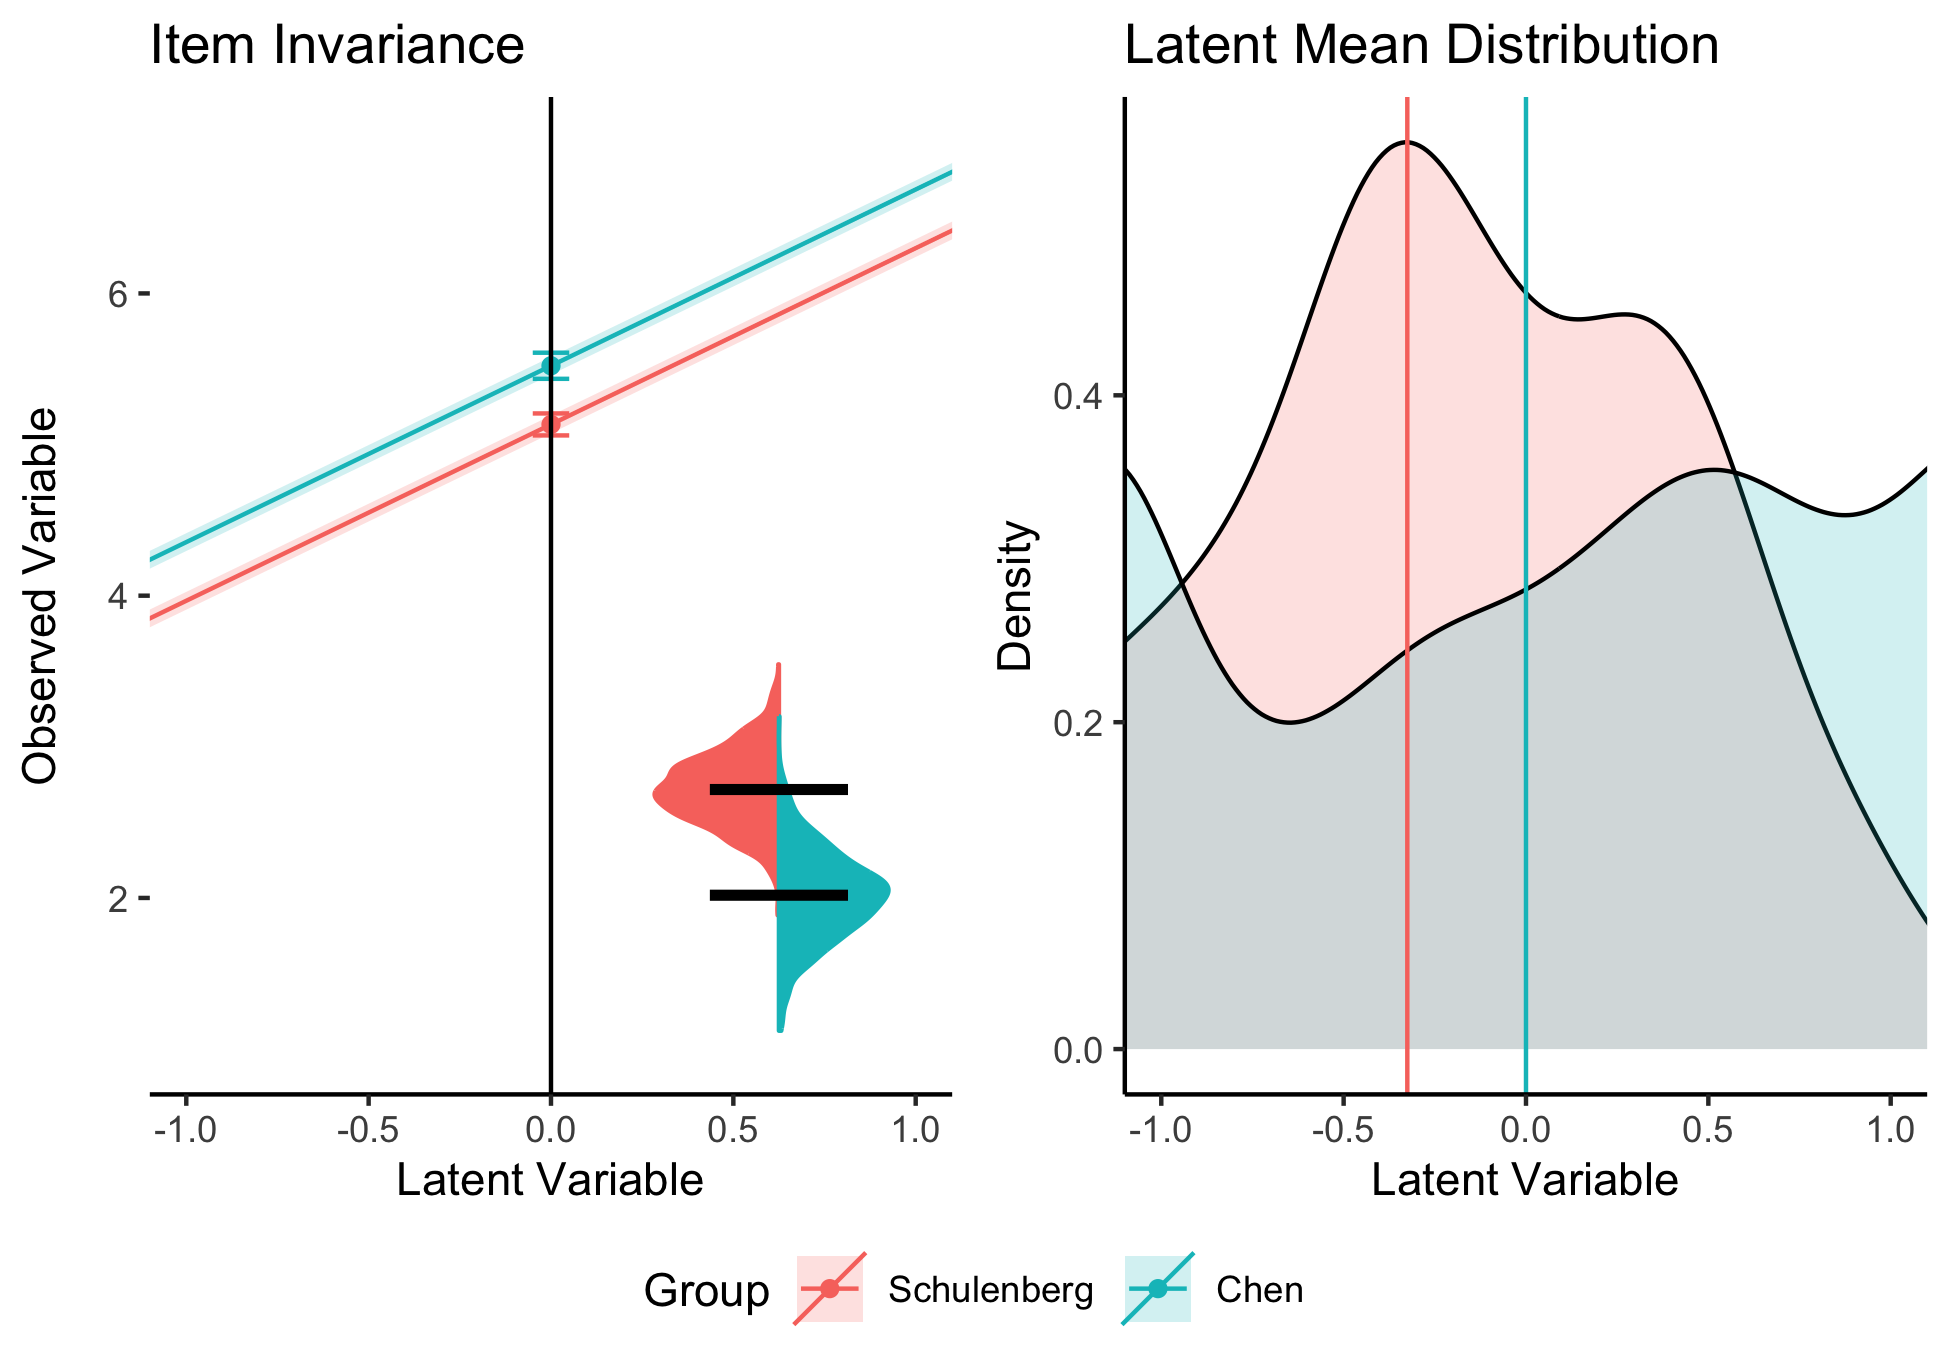 Item Invariance
Observed Variable
6
4
2
-1.0 -0.5 0.0 0.5 1.0
Latent Variable
Latent Mean Distribution
Density
0.4
0.2
0.0
-1.0 -0.5 0.0 0.5 1.0
Latent Variable
Group Schulenberg Chen